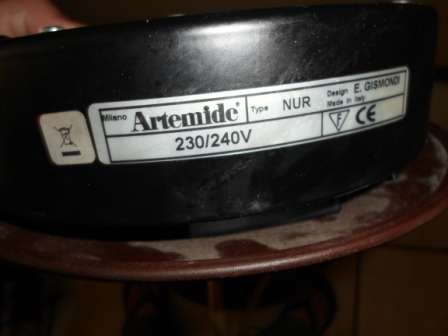 Milano Artemide® Type NUR Design E. GISMONDI
Made in Italy
230/240V F CE